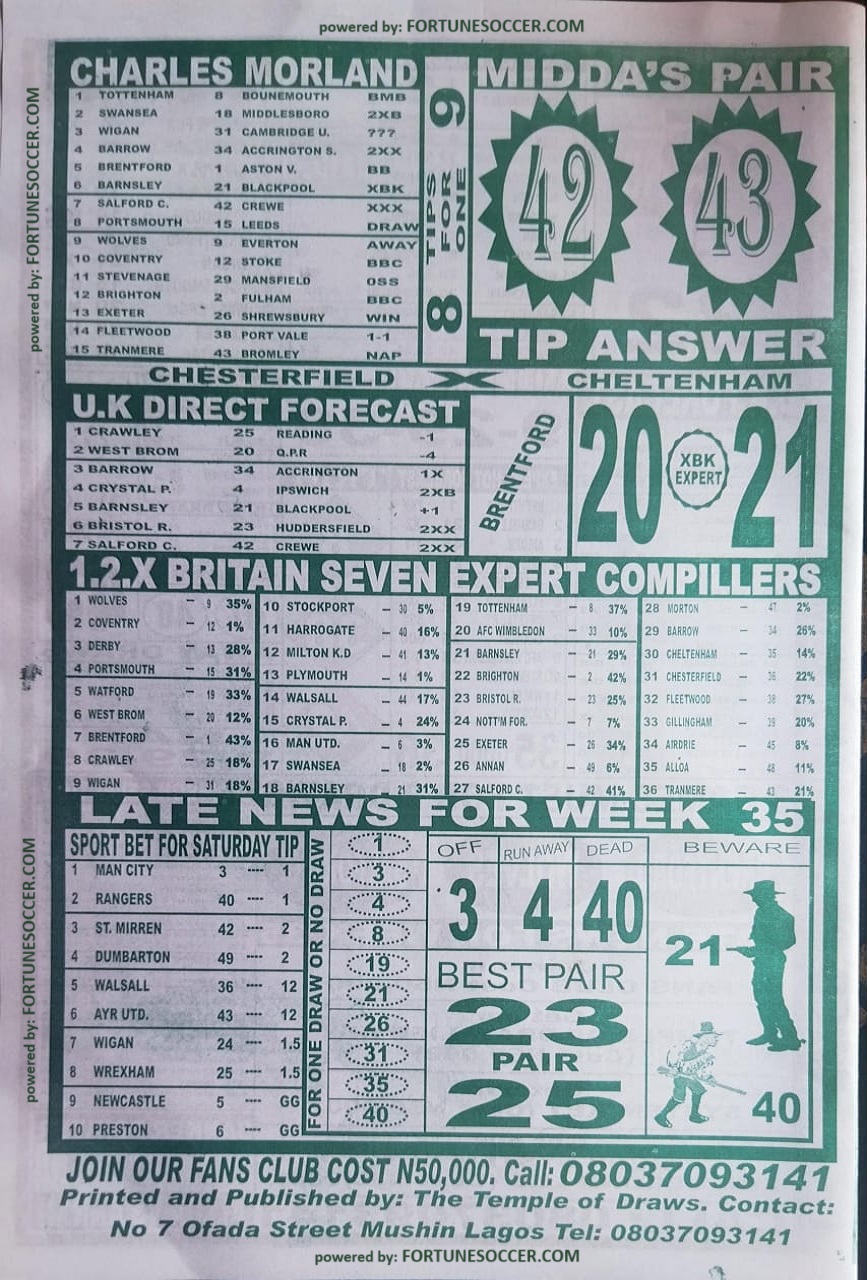 powered by: FORTUNESOCCER.COM
powered by: FORTUNESOCCER.COM
CHARLES MORLAND
1 TOTTENHAM 8 BOUNEMOUTH BMB
2 SWANSEA 18 MIDDLESBORO 2XB
3 WIGAN 31 CAMBRIDGE U. ???
4 BARROW 34 ACCRINGTON S. 2XX
5 BRENTFORD 1 ASTON V. BB
6 BARNSLEY 21 BLACKPOOL XBK
7 SALFORD C. 42 CREWE XXX
8 PORTSMOUTH 15 LEEDS DRAW
9 WOLVES 9 EVERTON AWAY
10 COVENTRY 12 STOKE BBC
11 STEVENAGE 29 MANSFIELD OSS
12 BRIGHTON 2 FULHAM BBC
13 EXETER 26 SHREWSBURY WIN
14 FLEETWOOD 38 PORT VALE 1-1
15 TRANMERE 43 BROMLEY NAP
8 TIPS FOR ONE 9
MIDDA'S PAIR
42 43
TIP ANSWER
CHESTERFIELD X CHELTENHAM
U.K DIRECT FORECAST
1 CRAWLEY 25 READING -1
2 WEST BROM 20 Q.P.R -4
3 BARROW 34 ACCRINGTON 1X
4 CRYSTAL P. 4 IPSWICH 2XB
5 BARNSLEY 21 BLACKPOOL +1
6 BRISTOL R. 23 HUDDERSFIELD 2XX
7 SALFORD C. 42 CREWE 2XX
BRENTFORD
20 XBK EXPERT 21
1.2.X BRITAIN SEVEN EXPERT COMPILLERS
1 WOLVES – 9 35%
2 COVENTRY – 12 1%
3 DERBY – 13 28%
4 PORTSMOUTH – 15 31%
5 WATFORD – 19 33%
6 WEST BROM – 20 12%
7 BRENTFORD – 1 43%
8 CRAWLEY – 25 18%
9 WIGAN – 31 18%
10 STOCKPORT – 30 5%
11 HARROGATE – 40 16%
12 MILTON K.D – 41 13%
13 PLYMOUTH – 14 1%
14 WALSALL – 44 17%
15 CRYSTAL P. – 4 24%
16 MAN UTD. – 6 3%
17 SWANSEA – 18 2%
18 BARNSLEY – 21 31%
19 TOTTENHAM – 8 37%
20 AFC WIMBLEDON – 33 10%
21 BARNSLEY – 21 29%
22 BRIGHTON – 2 42%
23 BRISTOL R. – 23 25%
24 NOTT'M FOR. – 7 7%
25 EXETER – 26 34%
26 ANNAN – 49 6%
27 SALFORD C. – 42 41%
28 MORTON – 47 2%
29 BARROW – 34 26%
30 CHELTENHAM – 35 14%
31 CHESTERFIELD – 36 22%
32 FLEETWOOD – 38 27%
33 GILLINGHAM – 39 20%
34 AIRDRIE – 45 8%
35 ALLOA – 48 11%
36 TRANMERE – 43 21%
LATE NEWS FOR WEEK 35
SPORT BET FOR SATURDAY TIP
1 MAN CITY 3 ---- 1
2 RANGERS 40 ---- 1
3 ST. MIRREN 42 ---- 2
4 DUMBARTON 49 ---- 2
5 WALSALL 36 ---- 12
6 AYR UTD. 43 ---- 12
7 WIGAN 24 ---- 1.5
8 WREXHAM 25 ---- 1.5
9 NEWCASTLE 5 ---- GG
10 PRESTON 6 ---- GG
FOR ONE DRAW OR NO DRAW
1
3
4
8
19
21
26
31
35
40
OFF RUN AWAY DEAD
3 4 40
BEST PAIR
23
PAIR
25
BEWARE
21
40
powered by: FORTUNESOCCER.COM
JOIN OUR FANS CLUB COST N50,000. Call: 08037093141
Printed and Published by: The Temple of Draws. Contact:
No 7 Ofada Street Mushin Lagos Tel: 08037093141
powered by: FORTUNESOCCER.COM